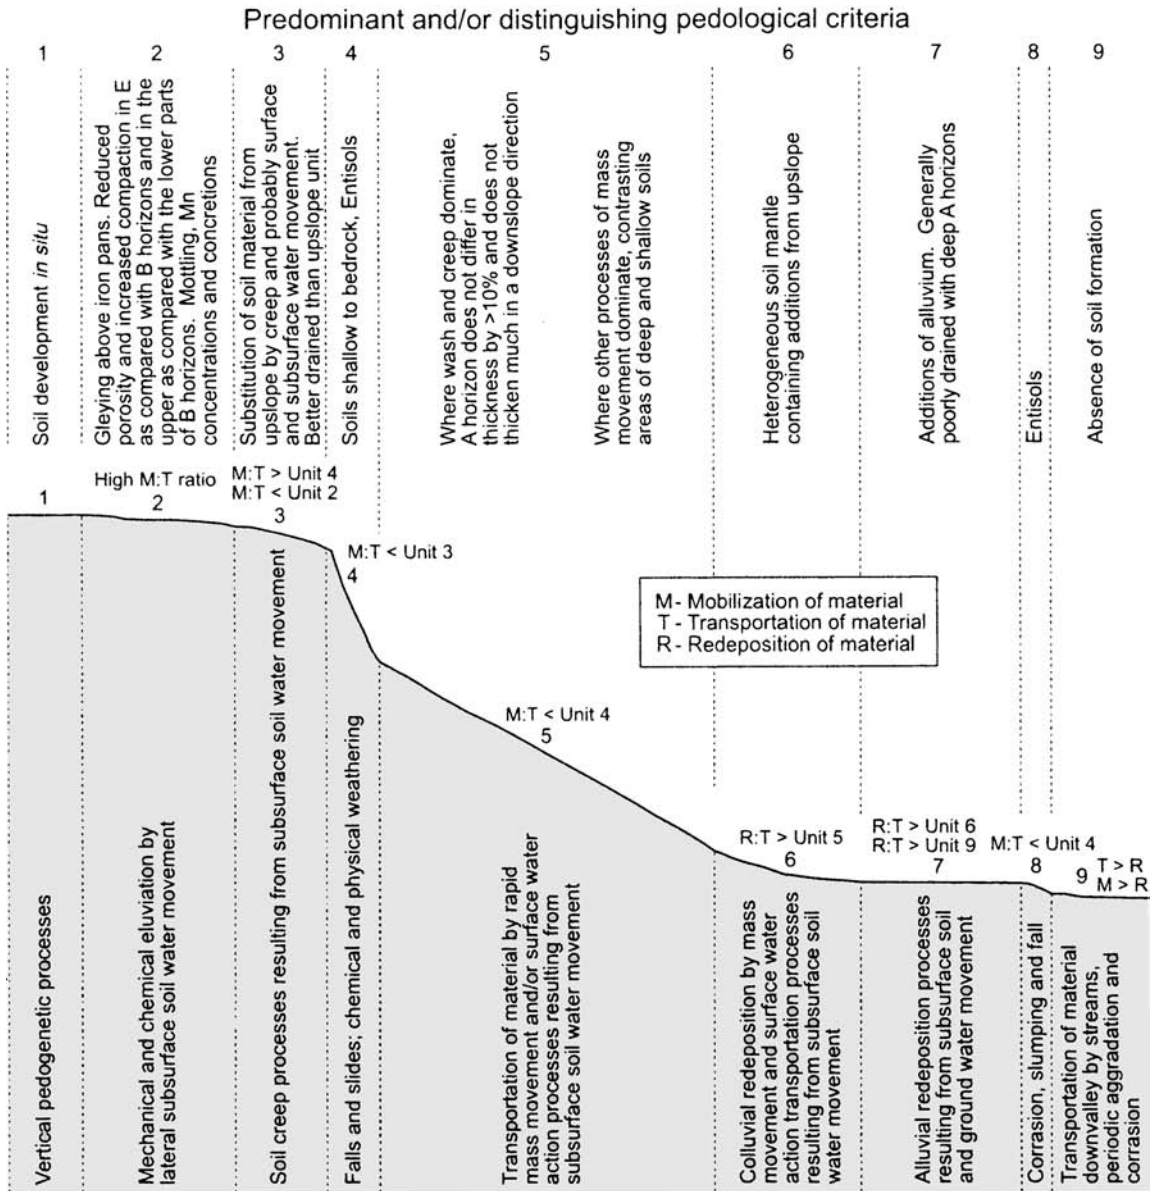 Predominant and/or distinguishing pedological criteria
1
2
3
4
5
6
7
8
9
Soil development in situ
Gleying above iron pans. Reduced
porosity and increased compaction in E
as compared with B horizons and in the
upper as compared with the lower parts
of B horizons. Mottling, Mn
concentrations and concretions
Substitution of soil material from
upslope by creep and probably surface
and subsurface water movement.
Better drained than upslope unit
Soils shallow to bedrock, Entisols
Where wash and creep dominate,
A horizon does not differ in
thickness by >10% and does not
thicken much in a downslope direction
Where other processes of mass
movement dominate, contrasting
areas of deep and shallow soils
Heterogeneous soil mantle
containing additions from upslope
Additions of alluvium. Generally
poorly drained with deep A horizons
Entisols
Absence of soil formation
1
High M:T ratio
2
M:T > Unit 4
M:T < Unit 2
3
M:T < Unit 3
4
M - Mobilization of material
T - Transportation of material
R - Redeposition of material
M:T < Unit 4
5
R:T > Unit 5
6
R:T > Unit 6
R:T > Unit 9
7
M:T < Unit 4
8
9
T > R
M > R
Vertical pedogenetic processes
Mechanical and chemical eluviation by
lateral subsurface soil water movement
Soil creep processes resulting from subsurface soil water movement
Falls and slides; chemical and physical weathering
Transportation of material by rapid
mass movement and/or surface water
action processes resulting from
subsurface soil water movement
Colluvial redeposition by mass
movement and surface water
action transportation processes
resulting from subsurface soil
water movement
Alluvial redeposition processes
resulting from subsurface soil
and ground water movement
Corrasion, slumping and fall
Transportation of material
downvalley by streams,
periodic aggradation and
corrasion